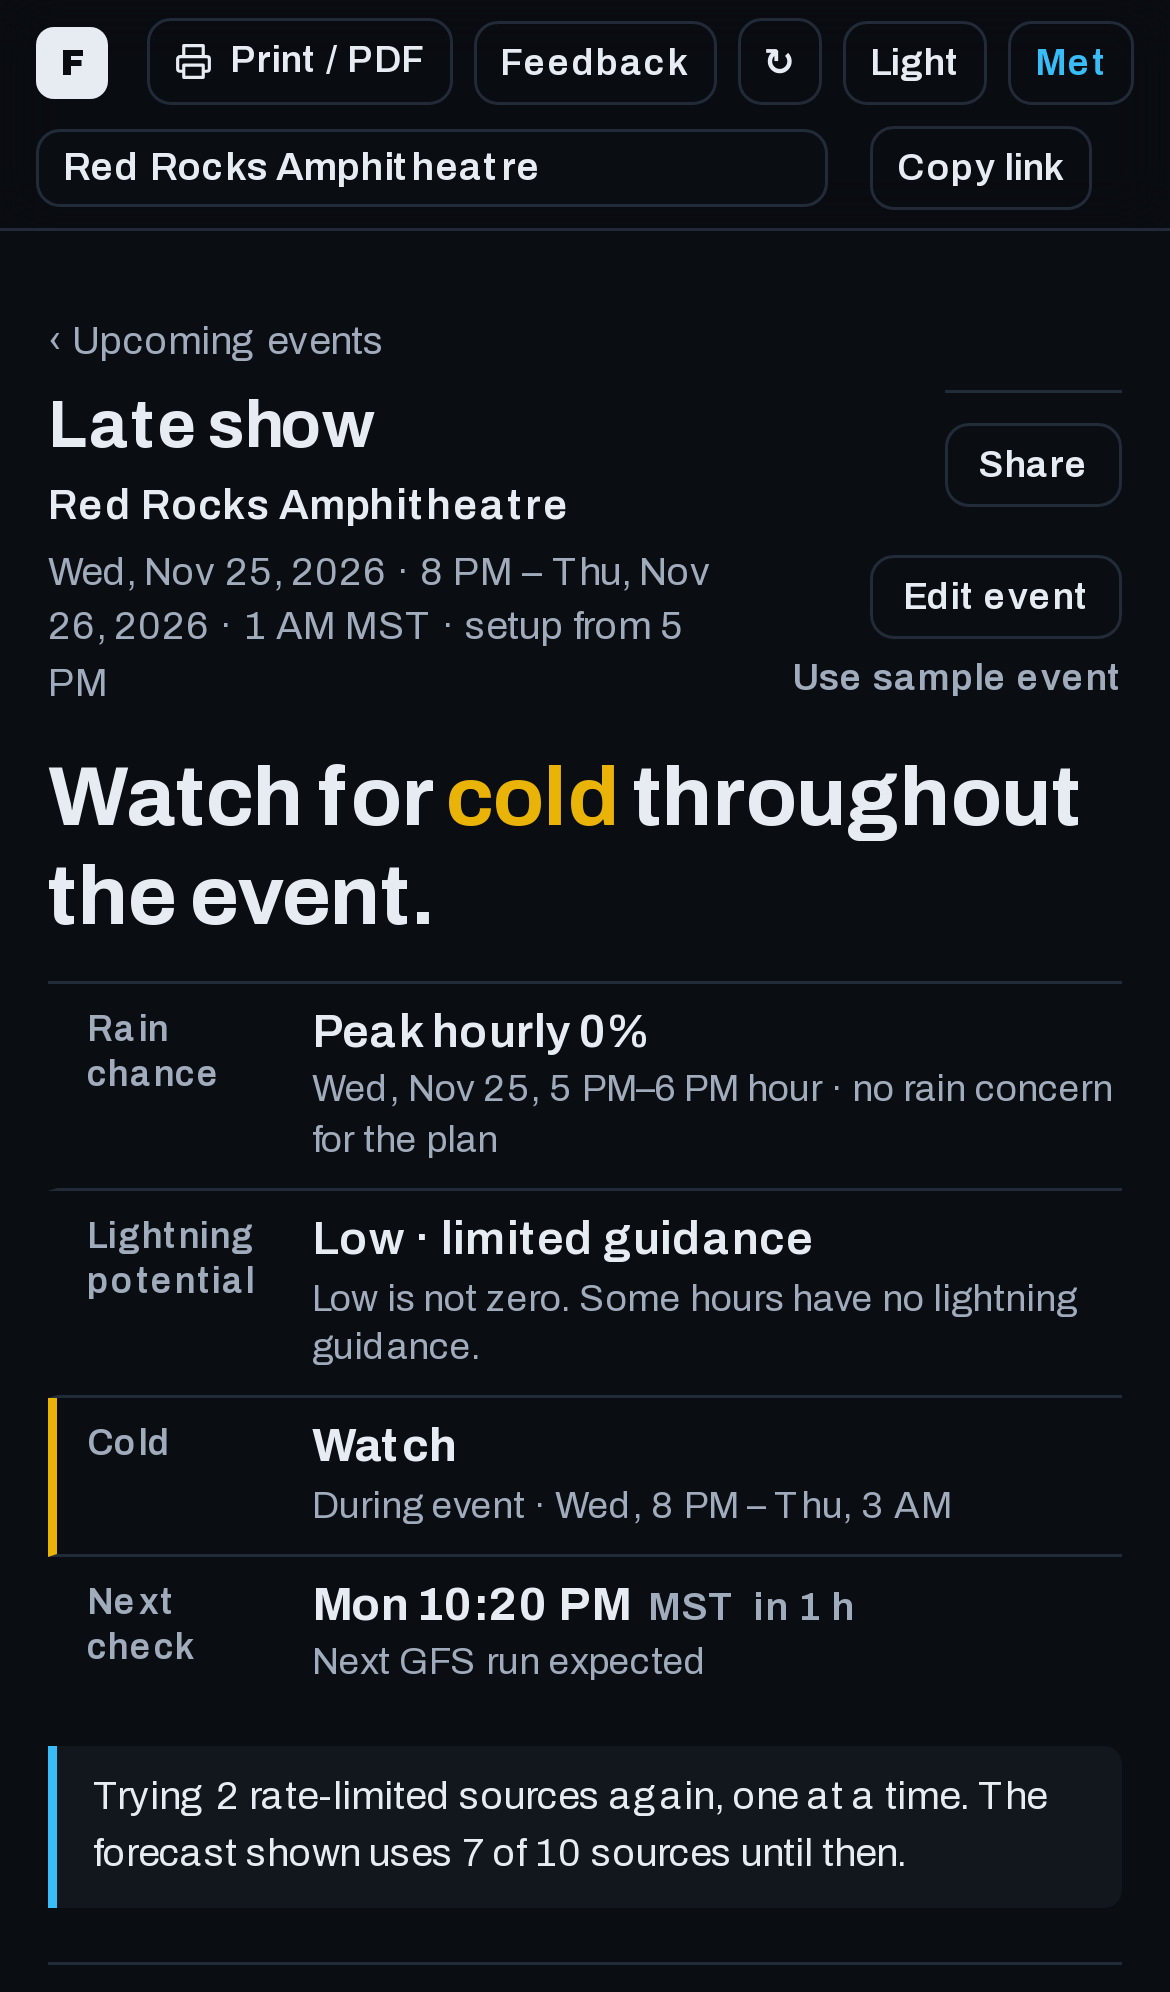 F
Print / PDF
Feedback
↻
Light
Met
Red Rocks Amphitheatre
Copy link
‹ Upcoming events
Late show
Share
Red Rocks Amphitheatre
Wed, Nov 25, 2026 · 8 PM – Thu, Nov
26, 2026 · 1 AM MST · setup from 5
PM
Edit event
Use sample event
Watch for cold throughout
the event.
Rain
chance
Peak hourly 0%
Wed, Nov 25, 5 PM–6 PM hour · no rain concern
for the plan
Lightning
potential
Low · limited guidance
Low is not zero. Some hours have no lightning
guidance.
Cold
Watch
During event · Wed, 8 PM – Thu, 3 AM
Next
check
Mon 10:20 PM MST in 1 h
Next GFS run expected
Trying 2 rate-limited sources again, one at a time. The
forecast shown uses 7 of 10 sources until then.